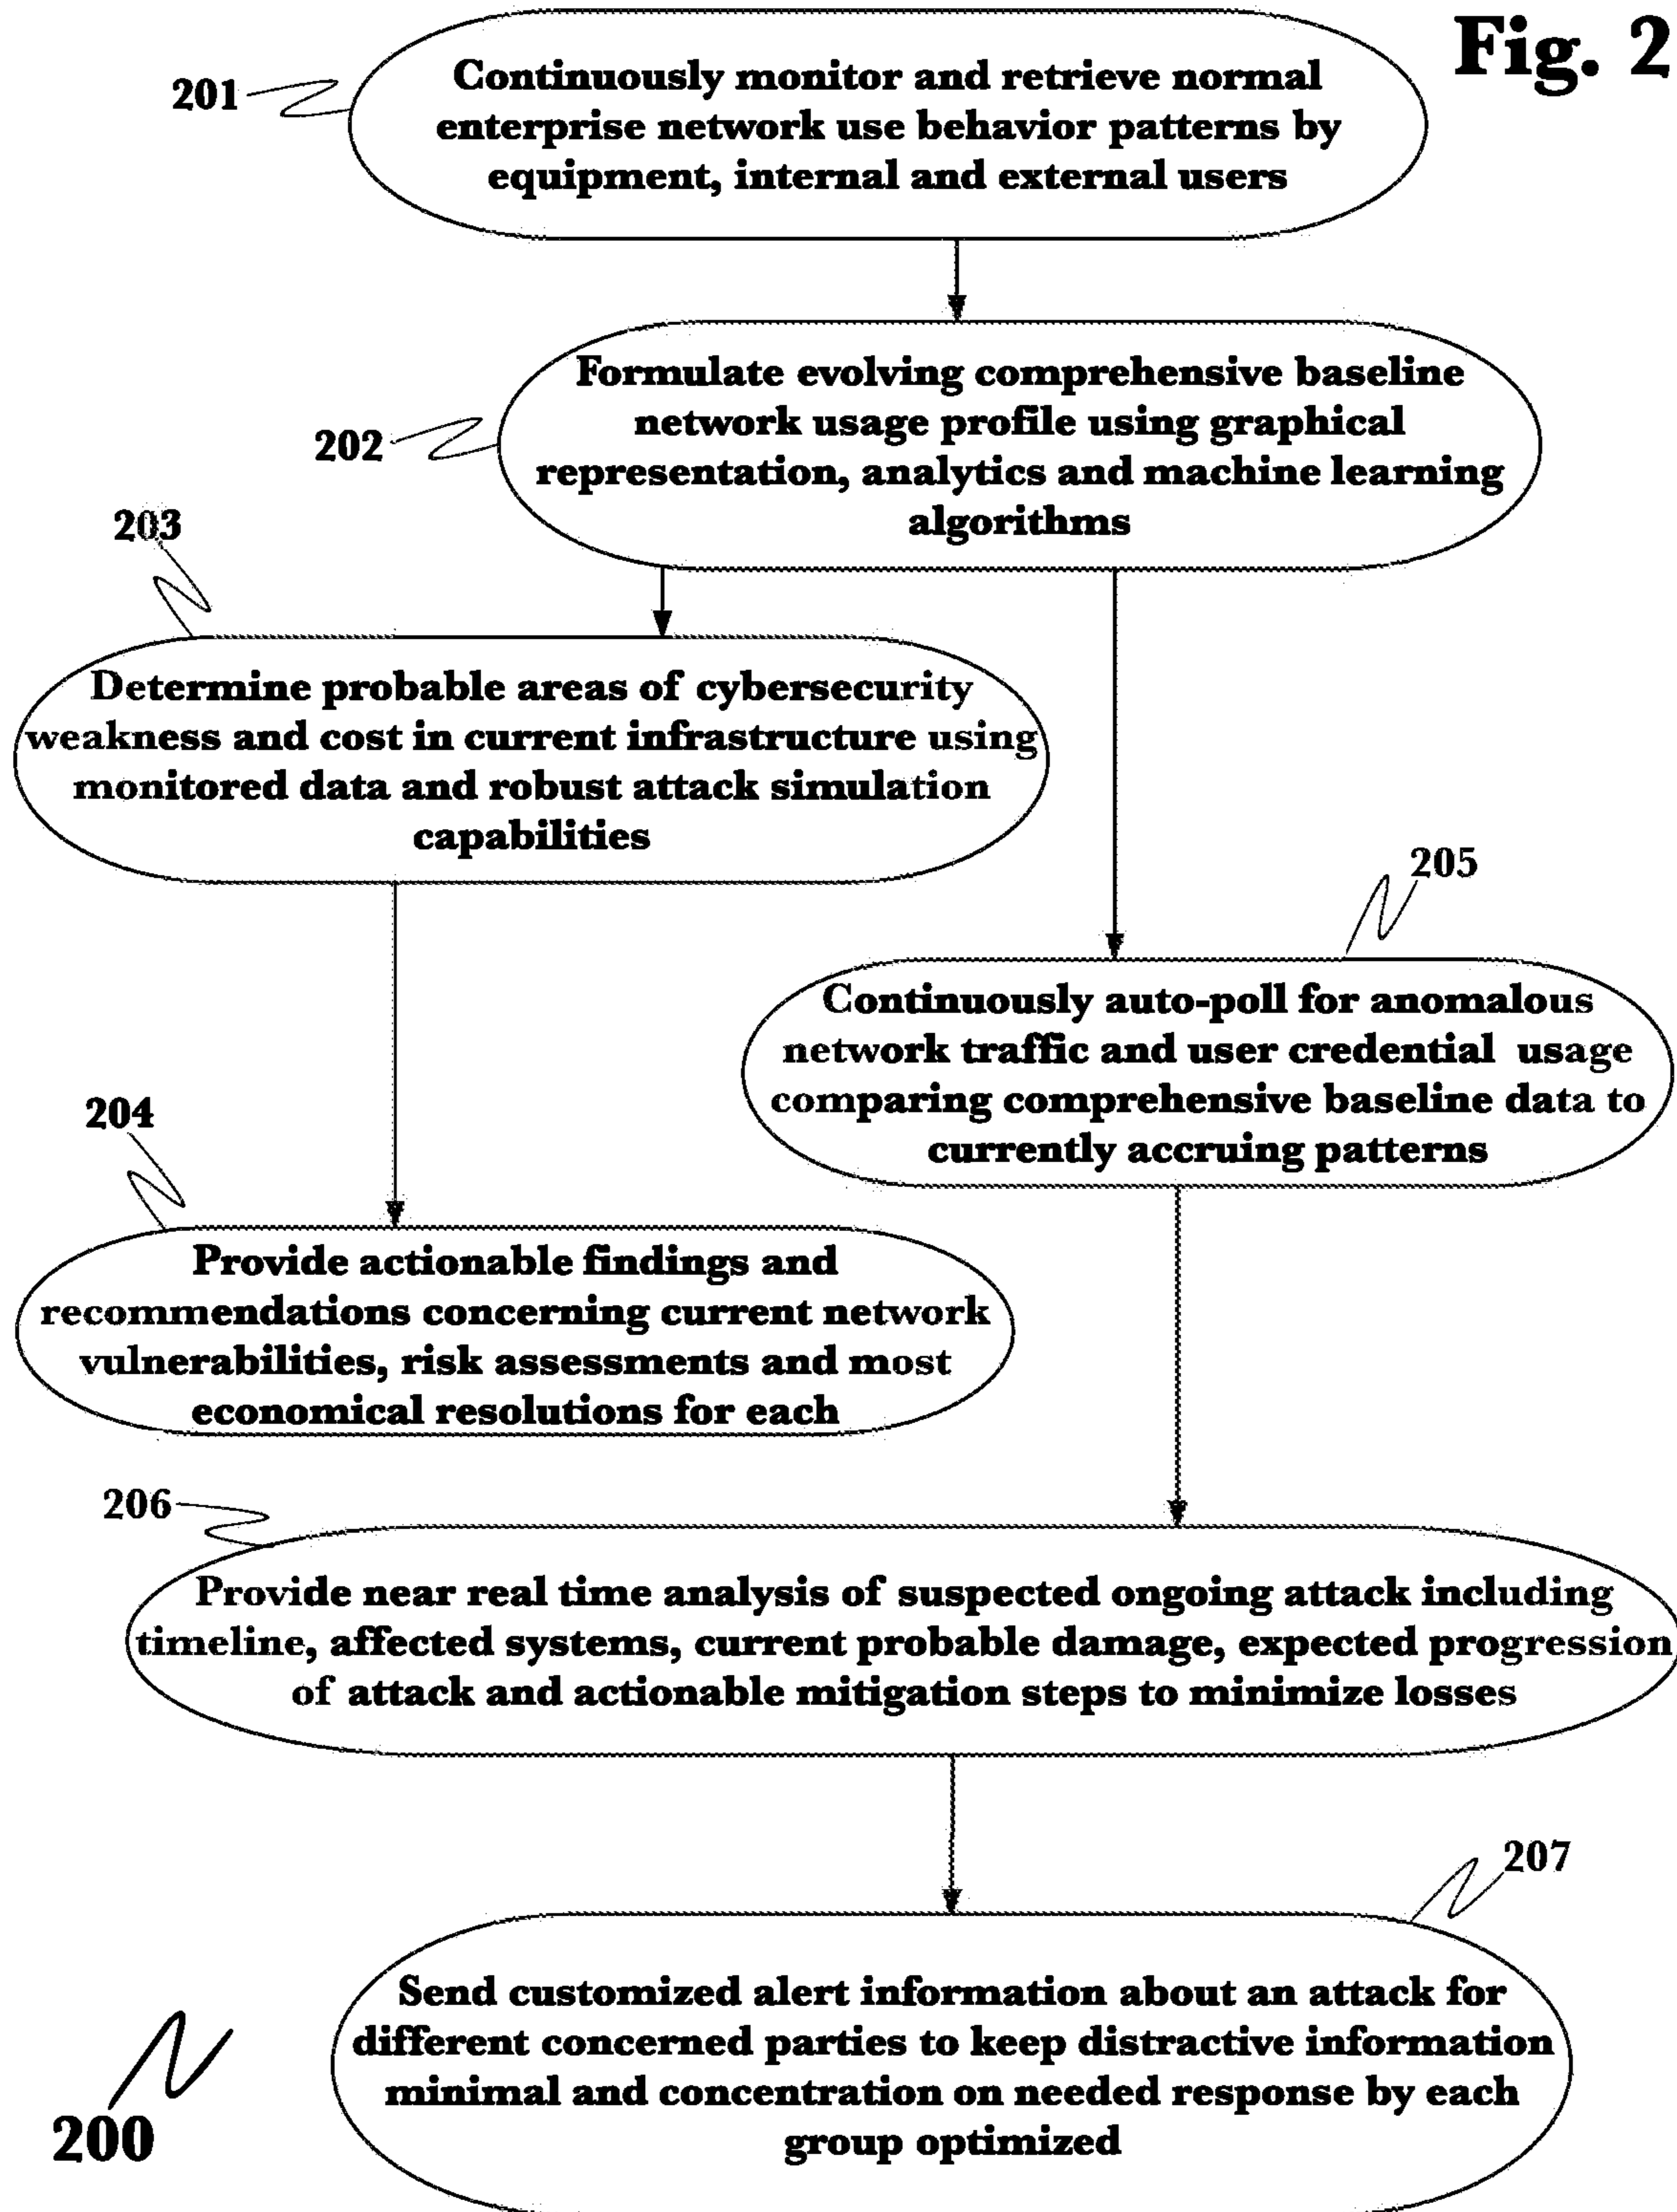 Fig. 2
201
Continuously monitor and retrieve normal
enterprise network use behavior patterns by
equipment, internal and external users
202
Formulate evolving comprehensive baseline
network usage profile using graphical
representation, analytics and machine learning
algorithms
203
Determine probable areas of cybersecurity
weakness and cost in current infrastructure using
monitored data and robust attack simulation
capabilities
205
Continuously auto-poll for anomalous
network traffic and user credential usage
comparing comprehensive baseline data to
currently accruing patterns
204
Provide actionable findings and
recommendations concerning current network
vulnerabilities, risk assessments and most
economical resolutions for each
206
Provide near real time analysis of suspected ongoing attack including
timeline, affected systems, current probable damage, expected progression
of attack and actionable mitigation steps to minimize losses
207
Send customized alert information about an attack for
different concerned parties to keep distractive information
minimal and concentration on needed response by each
group optimized
200